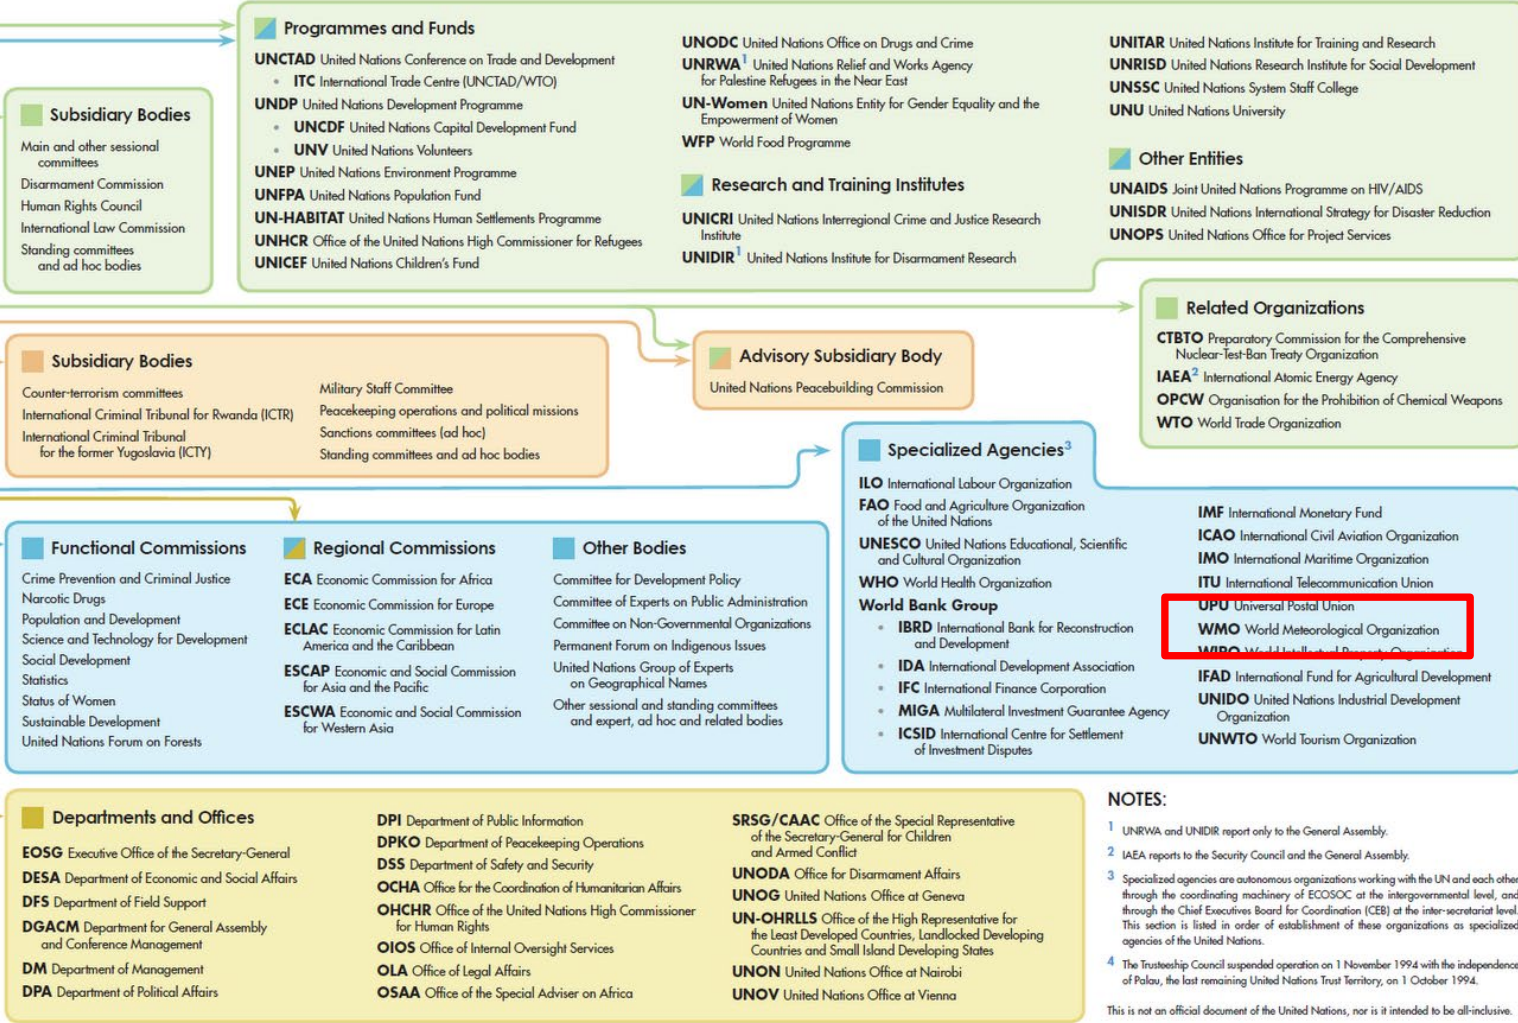 Programmes and Funds
UNCTAD United Nations Conference on Trade and Development
• ITC International Trade Centre (UNCTAD/WTO)
UNDP United Nations Development Programme
• UNCDF United Nations Capital Development Fund
• UNV United Nations Volunteers
UNEP United Nations Environment Programme
UNFPA United Nations Population Fund
UN-HABITAT United Nations Human Settlements Programme
UNHCR Office of the United Nations High Commissioner for Refugees
UNICEF United Nations Children's Fund
UNODC United Nations Office on Drugs and Crime
UNRWA1 United Nations Relief and Works Agency
for Palestine Refugees in the Near East
UN-Women United Nations Entity for Gender Equality and the
Empowerment of Women
WFP World Food Programme
Research and Training Institutes
UNICRI United Nations Interregional Crime and Justice Research
Institute
UNIDIR1 United Nations Institute for Disarmament Research
UNITAR United Nations Institute for Training and Research
UNRISD United Nations Research Institute for Social Development
UNSSC United Nations System Staff College
UNU United Nations University
Other Entities
UNAIDS Joint United Nations Programme on HIV/AIDS
UNISDR United Nations International Strategy for Disaster Reduction
UNOPS United Nations Office for Project Services
Subsidiary Bodies
Main and other sessional
committees
Disarmament Commission
Human Rights Council
International Law Commission
Standing committees
and ad hoc bodies
Related Organizations
CTBTO Preparatory Commission for the Comprehensive
Nuclear-Test-Ban Treaty Organization
IAEA2 International Atomic Energy Agency
OPCW Organisation for the Prohibition of Chemical Weapons
WTO World Trade Organization
Subsidiary Bodies
Counter-terrorism committees
International Criminal Tribunal for Rwanda (ICTR)
International Criminal Tribunal
for the former Yugoslavia (ICTY)
Military Staff Committee
Peacekeeping operations and political missions
Sanctions committees (ad hoc)
Standing committees and ad hoc bodies
Advisory Subsidiary Body
United Nations Peacebuilding Commission
Specialized Agencies3
ILO International Labour Organization
FAO Food and Agriculture Organization
of the United Nations
UNESCO United Nations Educational, Scientific
and Cultural Organization
WHO World Health Organization
World Bank Group
• IBRD International Bank for Reconstruction
and Development
• IDA International Development Association
• IFC International Finance Corporation
• MIGA Multilateral Investment Guarantee Agency
• ICSID International Centre for Settlement
of Investment Disputes
IMF International Monetary Fund
ICAO International Civil Aviation Organization
IMO International Maritime Organization
ITU International Telecommunication Union
UPU Universal Postal Union
WMO World Meteorological Organization
WIPO World Intellectual Property Organization
IFAD International Fund for Agricultural Development
UNIDO United Nations Industrial Development
Organization
UNWTO World Tourism Organization
Functional Commissions
Crime Prevention and Criminal Justice
Narcotic Drugs
Population and Development
Science and Technology for Development
Social Development
Statistics
Status of Women
Sustainable Development
United Nations Forum on Forests
Regional Commissions
ECA Economic Commission for Africa
ECE Economic Commission for Europe
ECLAC Economic Commission for Latin
America and the Caribbean
ESCAP Economic and Social Commission
for Asia and the Pacific
ESCWA Economic and Social Commission
for Western Asia
Other Bodies
Committee for Development Policy
Committee of Experts on Public Administration
Committee on Non-Governmental Organizations
Permanent Forum on Indigenous Issues
United Nations Group of Experts
on Geographical Names
Other sessional and standing committees
and expert, ad hoc and related bodies
Departments and Offices
EOSG Executive Office of the Secretary-General
DESA Department of Economic and Social Affairs
DFS Department of Field Support
DGACM Department for General Assembly
and Conference Management
DM Department of Management
DPA Department of Political Affairs
DPI Department of Public Information
DPKO Department of Peacekeeping Operations
DSS Department of Safety and Security
OCHA Office for the Coordination of Humanitarian Affairs
OHCHR Office of the United Nations High Commissioner
for Human Rights
OIOS Office of Internal Oversight Services
OLA Office of Legal Affairs
OSAA Office of the Special Adviser on Africa
SRSG/CAAC Office of the Special Representative
of the Secretary-General for Children
and Armed Conflict
UNODA Office for Disarmament Affairs
UNOG United Nations Office at Geneva
UN-OHRLLS Office of the High Representative for
the Least Developed Countries, Landlocked Developing
Countries and Small Island Developing States
UNON United Nations Office at Nairobi
UNOV United Nations Office at Vienna
NOTES:
1 UNRWA and UNIDIR report only to the General Assembly.
2 IAEA reports to the Security Council and the General Assembly.
3 Specialized agencies are autonomous organizations working with the UN and each other
through the coordinating machinery of ECOSOC at the intergovernmental level, and
through the Chief Executives Board for Coordination (CEB) at the inter-secretariat level.
This section is listed in order of establishment of these organizations as specialized
agencies of the United Nations.
4 The Trusteeship Council suspended operation on 1 November 1994 with the independence
of Palau, the last remaining United Nations Trust Territory, on 1 October 1994.
This is not an official document of the United Nations, nor is it intended to be all-inclusive.